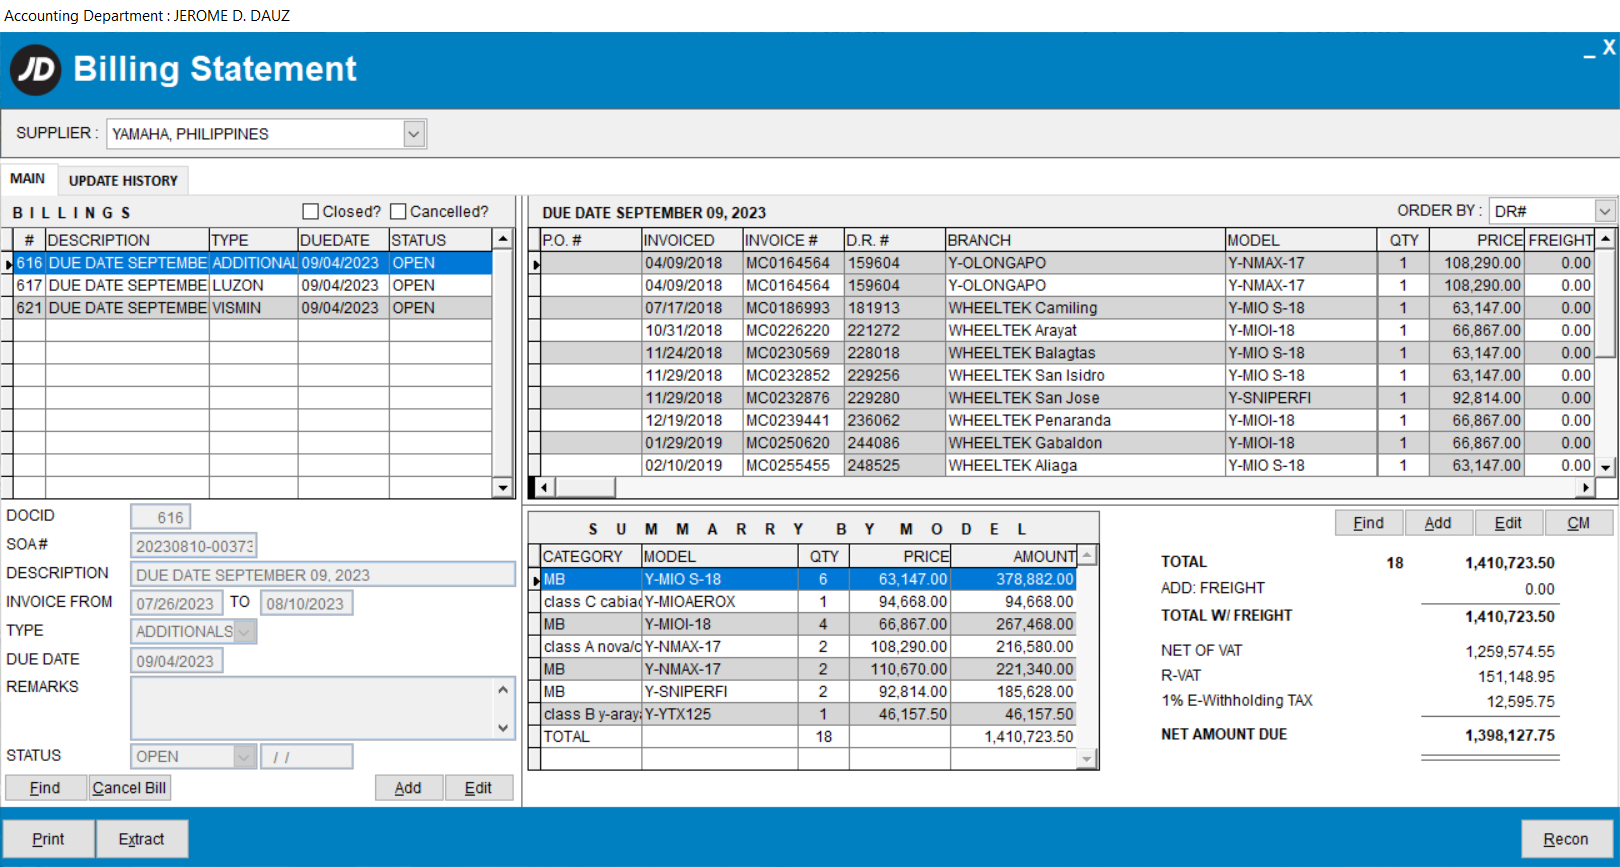 Accounting Department : JEROME D. DAUZ
JD Billing Statement _ X
SUPPLIER : YAMAHA, PHILIPPINES
MAIN UPDATE HISTORY
BILLINGS Closed? Cancelled?
# DESCRIPTION TYPE DUEDATE STATUS
616 DUE DATE SEPTEMBE ADDITIONAL 09/04/2023 OPEN
617 DUE DATE SEPTEMBE LUZON 09/04/2023 OPEN
621 DUE DATE SEPTEMBE VISMIN 09/04/2023 OPEN
DOCID 616
SOA# 20230810-00373
DESCRIPTION DUE DATE SEPTEMBER 09, 2023
INVOICE FROM 07/26/2023 TO 08/10/2023
TYPE ADDITIONALS
DUE DATE 09/04/2023
REMARKS
STATUS OPEN / /
Find Cancel Bill Add Edit
DUE DATE SEPTEMBER 09, 2023 ORDER BY : DR#
P.O. # INVOICED INVOICE # D.R. # BRANCH MODEL QTY PRICE FREIGHT
04/09/2018 MC0164564 159604 Y-OLONGAPO Y-NMAX-17 1 108,290.00 0.00
04/09/2018 MC0164564 159604 Y-OLONGAPO Y-NMAX-17 1 108,290.00 0.00
07/17/2018 MC0186993 181913 WHEELTEK Camiling Y-MIO S-18 1 63,147.00 0.00
10/31/2018 MC0226220 221272 WHEELTEK Arayat Y-MIOI-18 1 66,867.00 0.00
11/24/2018 MC0230569 228018 WHEELTEK Balagtas Y-MIO S-18 1 63,147.00 0.00
11/29/2018 MC0232852 229256 WHEELTEK San Isidro Y-MIO S-18 1 63,147.00 0.00
11/29/2018 MC0232876 229280 WHEELTEK San Jose Y-SNIPERFI 1 92,814.00 0.00
12/19/2018 MC0239441 236062 WHEELTEK Penaranda Y-MIOI-18 1 66,867.00 0.00
01/29/2019 MC0250620 244086 WHEELTEK Gabaldon Y-MIOI-18 1 66,867.00 0.00
02/10/2019 MC0255455 248525 WHEELTEK Aliaga Y-MIO S-18 1 63,147.00 0.00
SUMMARRY BY MODEL
CATEGORY MODEL QTY PRICE AMOUNT
MB Y-MIO S-18 6 63,147.00 378,882.00
class C cabiac Y-MIOAEROX 1 94,668.00 94,668.00
MB Y-MIOI-18 4 66,867.00 267,468.00
class A nova/c Y-NMAX-17 2 108,290.00 216,580.00
MB Y-NMAX-17 2 110,670.00 221,340.00
MB Y-SNIPERFI 2 92,814.00 185,628.00
class B y-aray Y-YTX125 1 46,157.50 46,157.50
TOTAL 18 1,410,723.50
Find Add Edit CM
TOTAL 18 1,410,723.50
ADD: FREIGHT 0.00
TOTAL W/ FREIGHT 1,410,723.50
NET OF VAT 1,259,574.55
R-VAT 151,148.95
1% E-Withholding TAX 12,595.75
NET AMOUNT DUE 1,398,127.75
Print Extract Recon